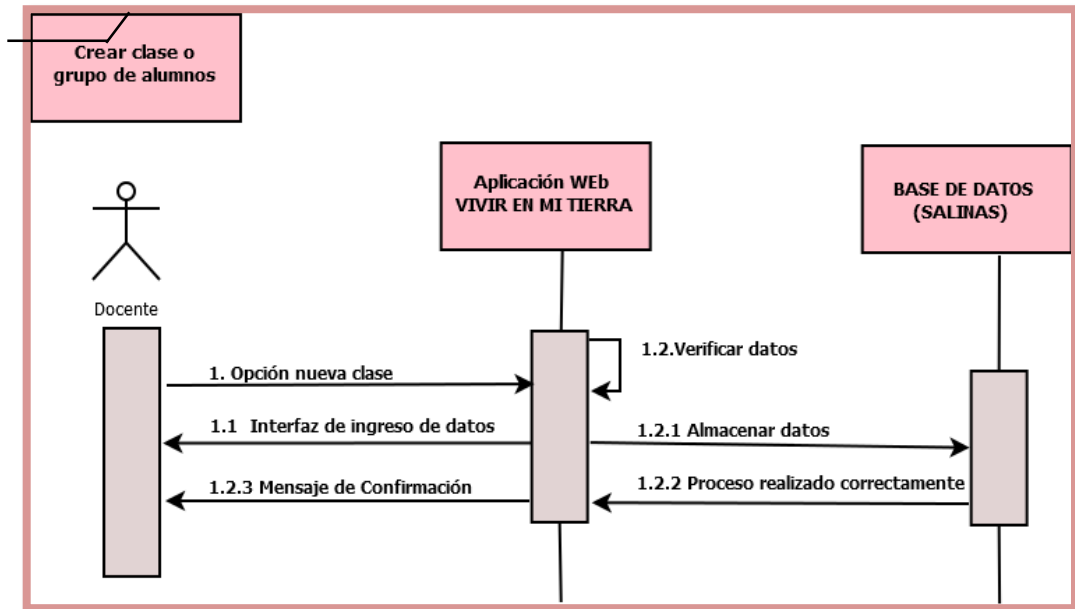 Crear clase o
grupo de alumnos
Aplicación WEb
VIVIR EN MI TIERRA
BASE DE DATOS
(SALINAS)
Docente
1.2.Verificar datos
1. Opción nueva clase
1.1 Interfaz de ingreso de datos
1.2.1 Almacenar datos
1.2.3 Mensaje de Confirmación
1.2.2 Proceso realizado correctamente